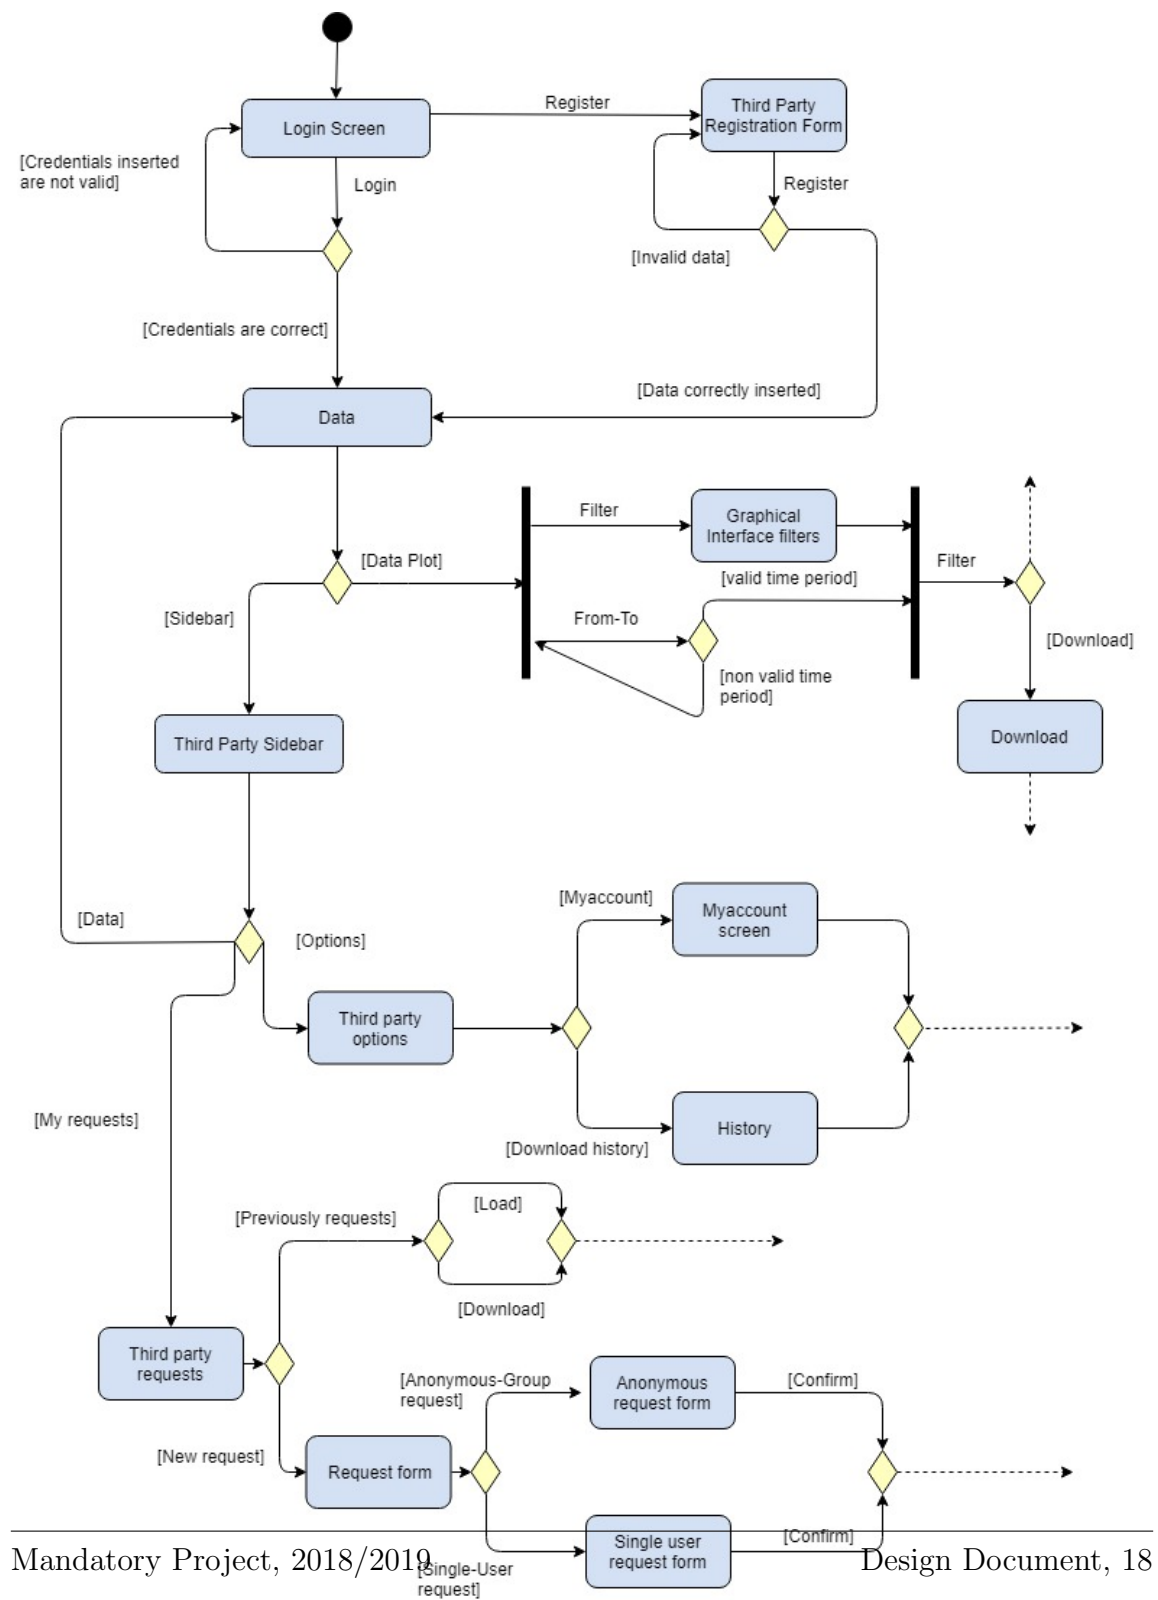 Register
Third Party
Registration Form
Login Screen
[Credentials inserted
are not valid]
Login
Register
[Invalid data]
[Credentials are correct]
[Data correctly inserted]
Data
Filter
Graphical
Interface filters
[Data Plot]
Filter
[valid time period]
[Sidebar]
From-To
[Download]
[non valid time
period]
Third Party Sidebar
Download
[Myaccount]
Myaccount
screen
[Data]
[Options]
Third party
options
[My requests]
History
[Download history]
[Load]
[Previously requests]
[Download]
Third party
requests
[Anonymous-Group
request]
Anonymous
request form
[Confirm]
[New request]
Request form
Single user
request form
[Confirm]
[Single-User
request]
Mandatory Project, 2018/2019
Design Document, 18